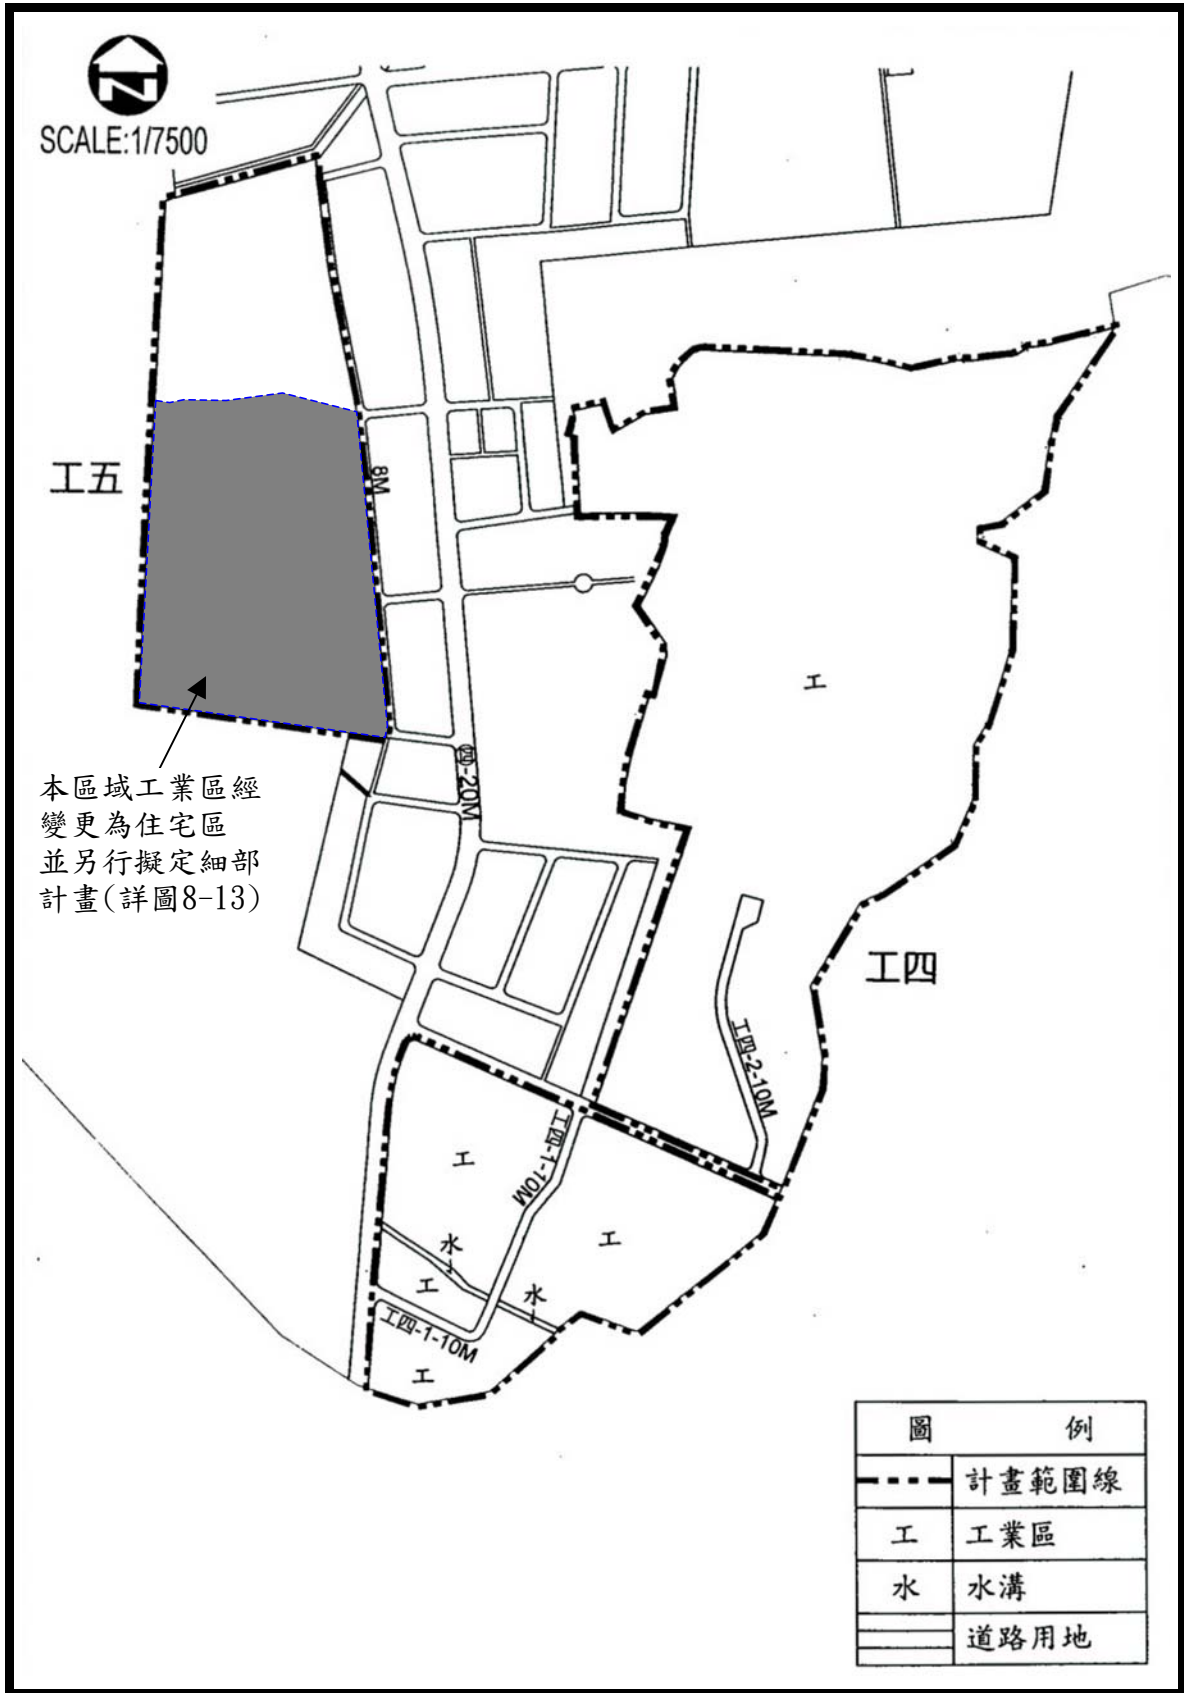 N
SCALE:1/7500
工五
8M
工
四-20M
本區域工業區經
變更為住宅區
並另行擬定細部
計畫(詳圖8-13)
工四
工四-2-10M
工四-1-10M
工
工
水
工
水
工四-1-10M
工
圖 例
計畫範圍線
工 工業區
水 水溝
道路用地